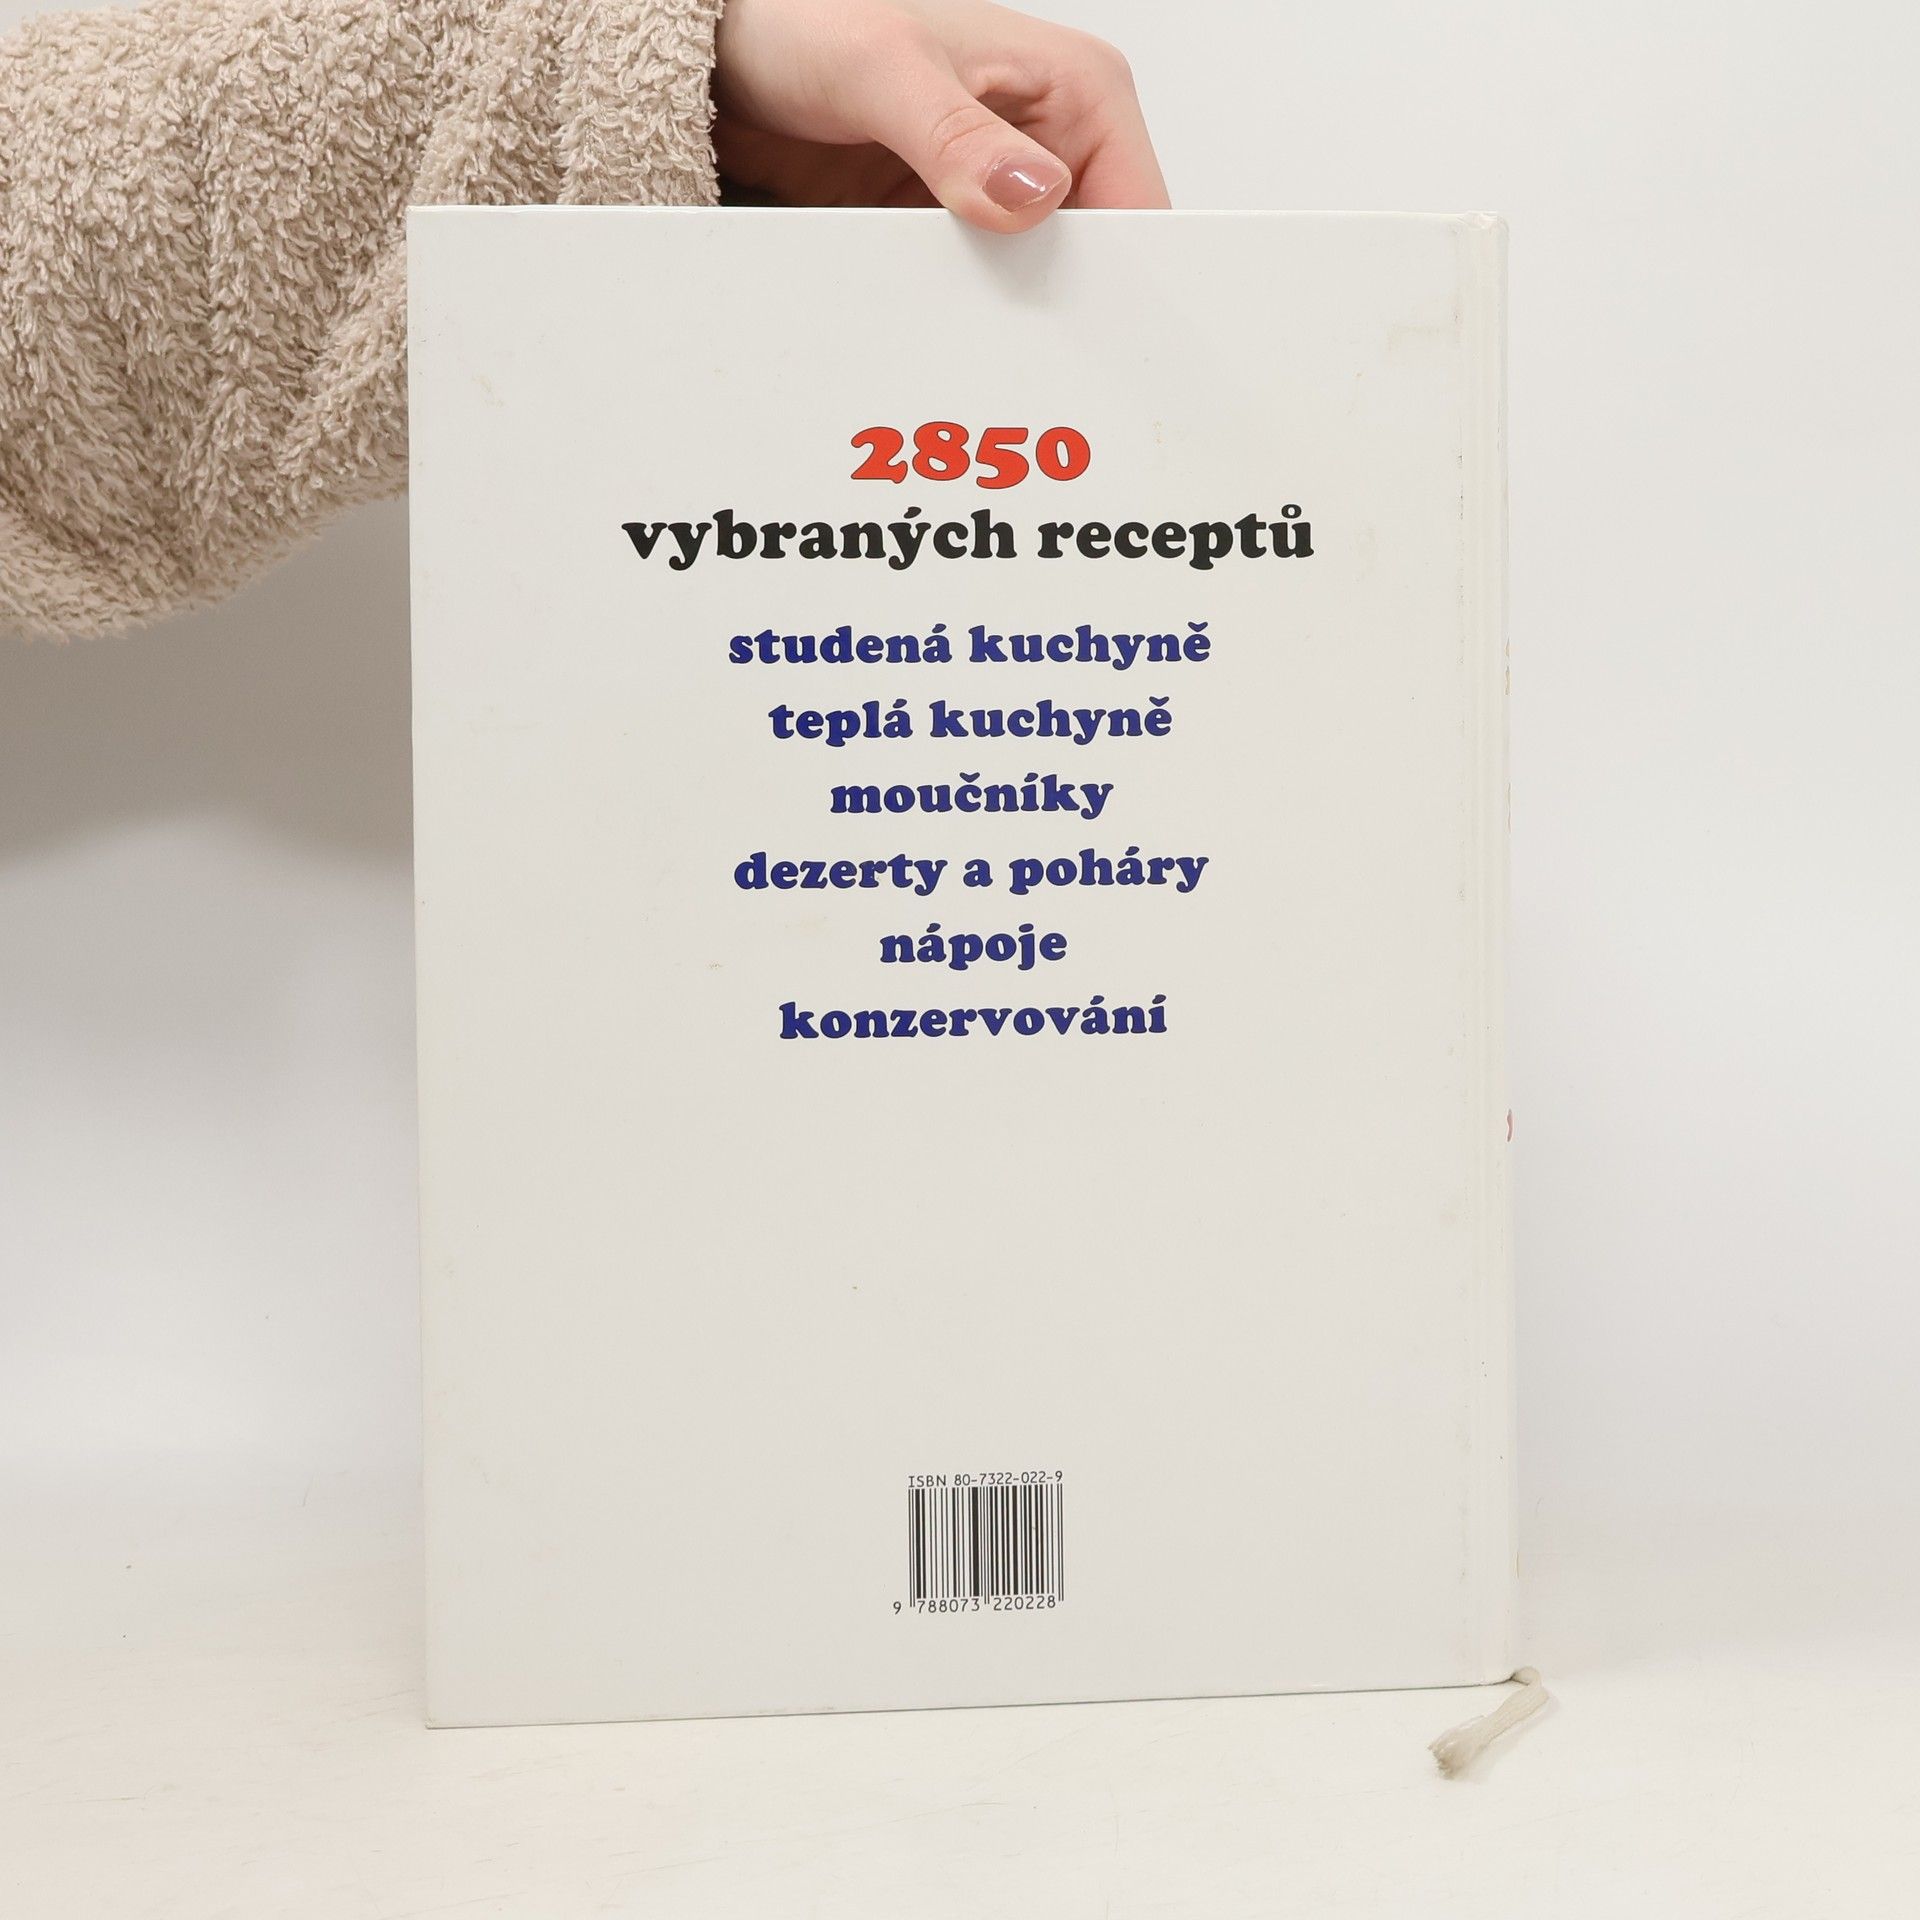 2850
vybraných receptů
studená kuchyně
teplá kuchyně
moučníky
dezerty a poháry
nápoje
konzervování
ISBN 80-7322-022-9
9 788073 220228